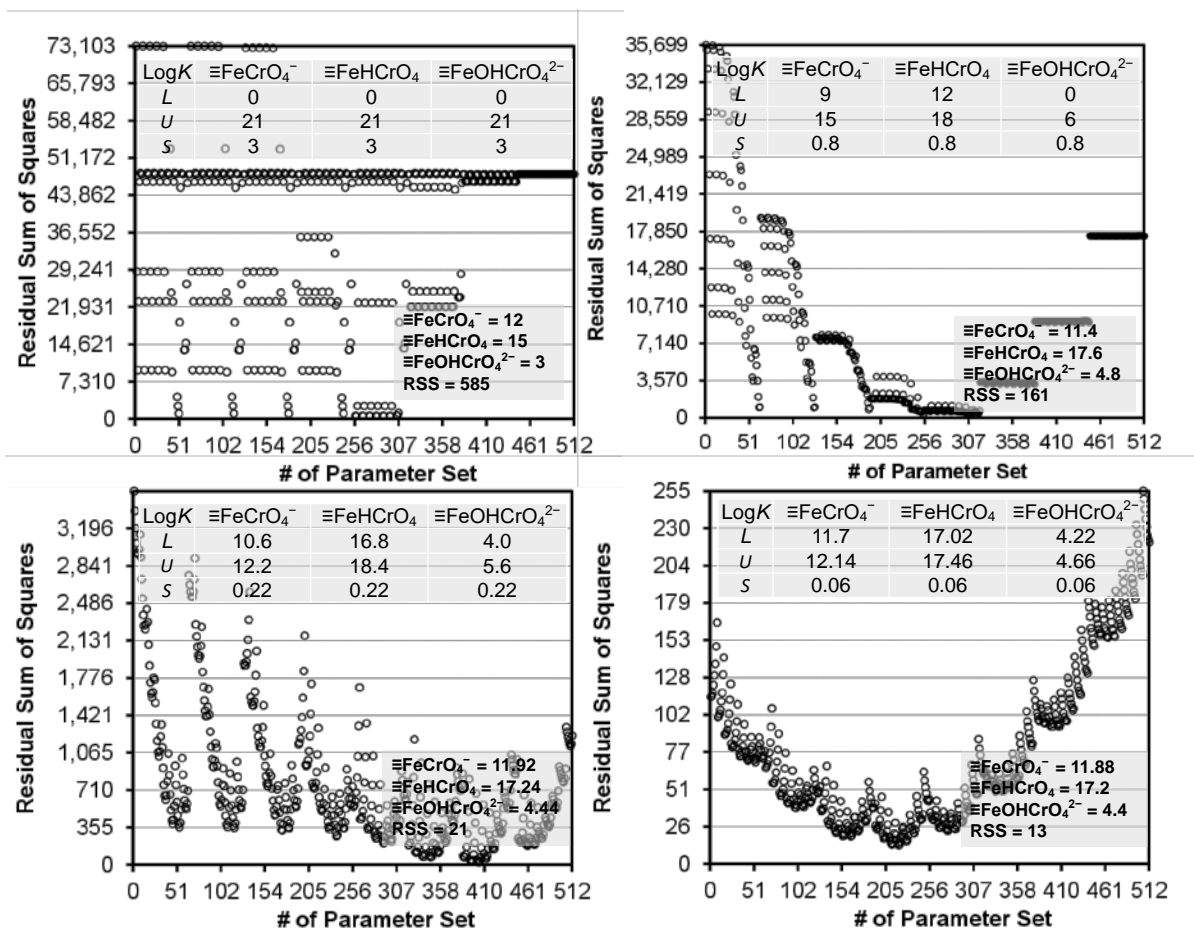 Residual Sum of Squares
73,103
65,793
58,482
51,172
43,862
36,552
29,241
21,931
14,621
7,310
0
LogK ≡FeCrO₄⁻ ≡FeHCrO₄ ≡FeOHCrO₄²⁻
L 0 0 0
U 21 21 21
S 3 3 3
≡FeCrO₄⁻ = 12
≡FeHCrO₄ = 15
≡FeOHCrO₄²⁻ = 3
RSS = 585
0 51 102 154 205 256 307 358 410 461 512
# of Parameter Set
Residual Sum of Squares
35,699
32,129
28,559
24,989
21,419
17,850
14,280
10,710
7,140
3,570
0
LogK ≡FeCrO₄⁻ ≡FeHCrO₄ ≡FeOHCrO₄²⁻
L 9 12 0
U 15 18 6
S 0.8 0.8 0.8
≡FeCrO₄⁻ = 11.4
≡FeHCrO₄ = 17.6
≡FeOHCrO₄²⁻ = 4.8
RSS = 161
0 51 102 154 205 256 307 358 410 461 512
# of Parameter Set
Residual Sum of Squares
3,196
2,841
2,486
2,131
1,776
1,421
1,065
710
355
0
LogK ≡FeCrO₄⁻ ≡FeHCrO₄ ≡FeOHCrO₄²⁻
L 10.6 16.8 4.0
U 12.2 18.4 5.6
S 0.22 0.22 0.22
≡FeCrO₄⁻ = 11.92
≡FeHCrO₄ = 17.24
≡FeOHCrO₄²⁻ = 4.44
RSS = 21
0 51 102 154 205 256 307 358 410 461 512
# of Parameter Set
Residual Sum of Squares
255
230
204
179
153
128
102
77
51
26
0
LogK ≡FeCrO₄⁻ ≡FeHCrO₄ ≡FeOHCrO₄²⁻
L 11.7 17.02 4.22
U 12.14 17.46 4.66
S 0.06 0.06 0.06
≡FeCrO₄⁻ = 11.88
≡FeHCrO₄ = 17.2
≡FeOHCrO₄²⁻ = 4.4
RSS = 13
0 51 102 154 205 256 307 358 410 461 512
# of Parameter Set